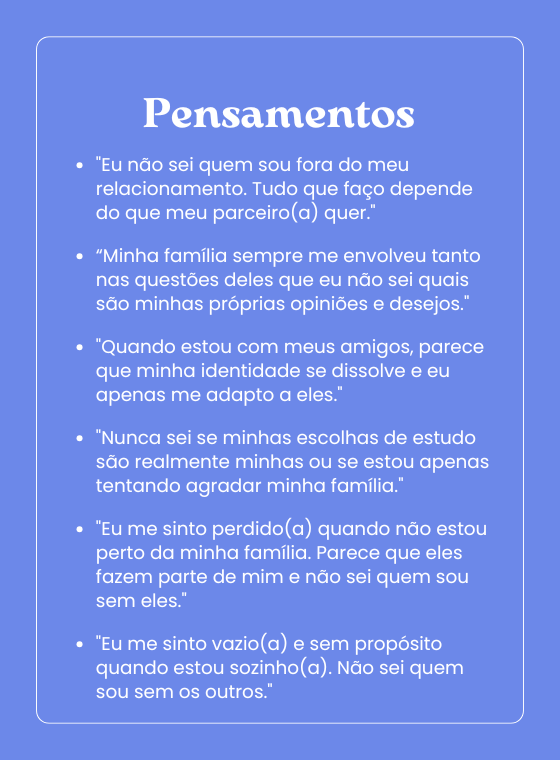 Pensamentos
• "Eu não sei quem sou fora do meu
relacionamento. Tudo que faço depende
do que meu parceiro(a) quer."
• “Minha família sempre me envolveu tanto
nas questões deles que eu não sei quais
são minhas próprias opiniões e desejos."
• "Quando estou com meus amigos, parece
que minha identidade se dissolve e eu
apenas me adapto a eles."
• "Nunca sei se minhas escolhas de estudo
são realmente minhas ou se estou apenas
tentando agradar minha família."
• "Eu me sinto perdido(a) quando não estou
perto da minha família. Parece que eles
fazem parte de mim e não sei quem sou
sem eles."
• "Eu me sinto vazio(a) e sem propósito
quando estou sozinho(a). Não sei quem
sou sem os outros."